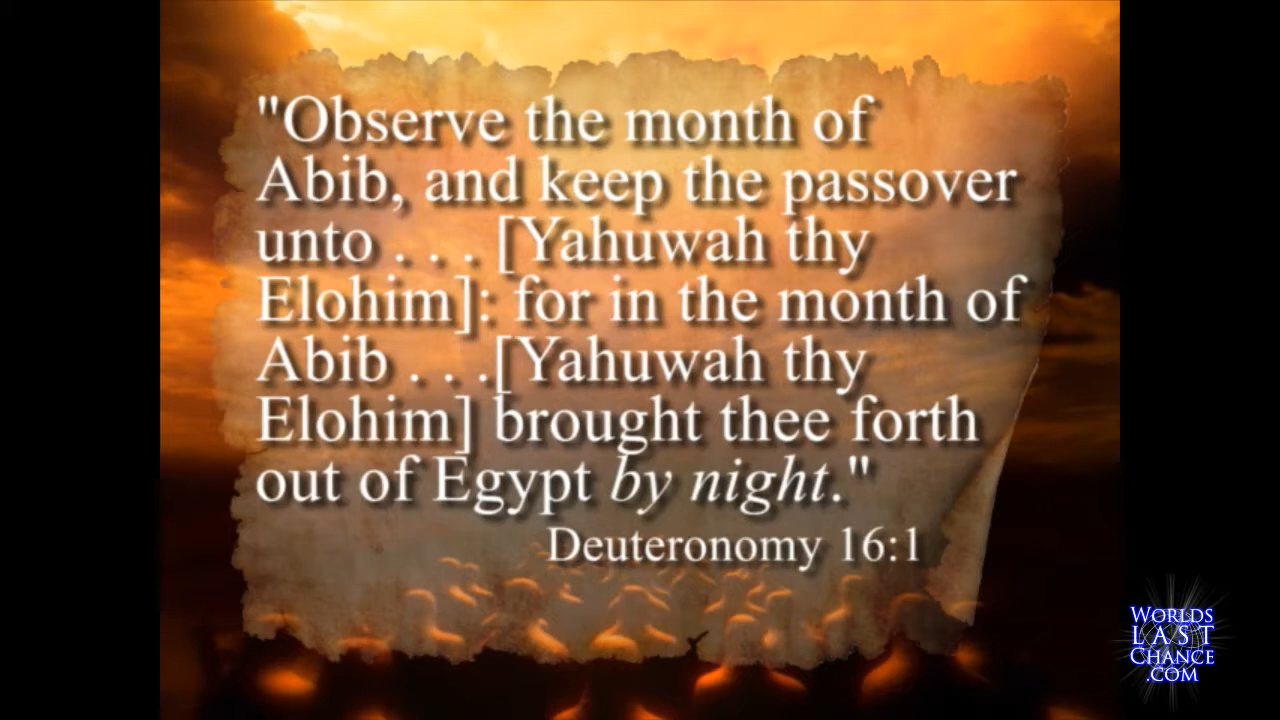 "Observe the month of
Abib, and keep the passover
unto . . . [Yahuwah thy
Elohim]: for in the month of
Abib . . .[Yahuwah thy
Elohim] brought thee forth
out of Egypt by night."
Deuteronomy 16:1
WORLDS
LAST
CHANCE
.COM